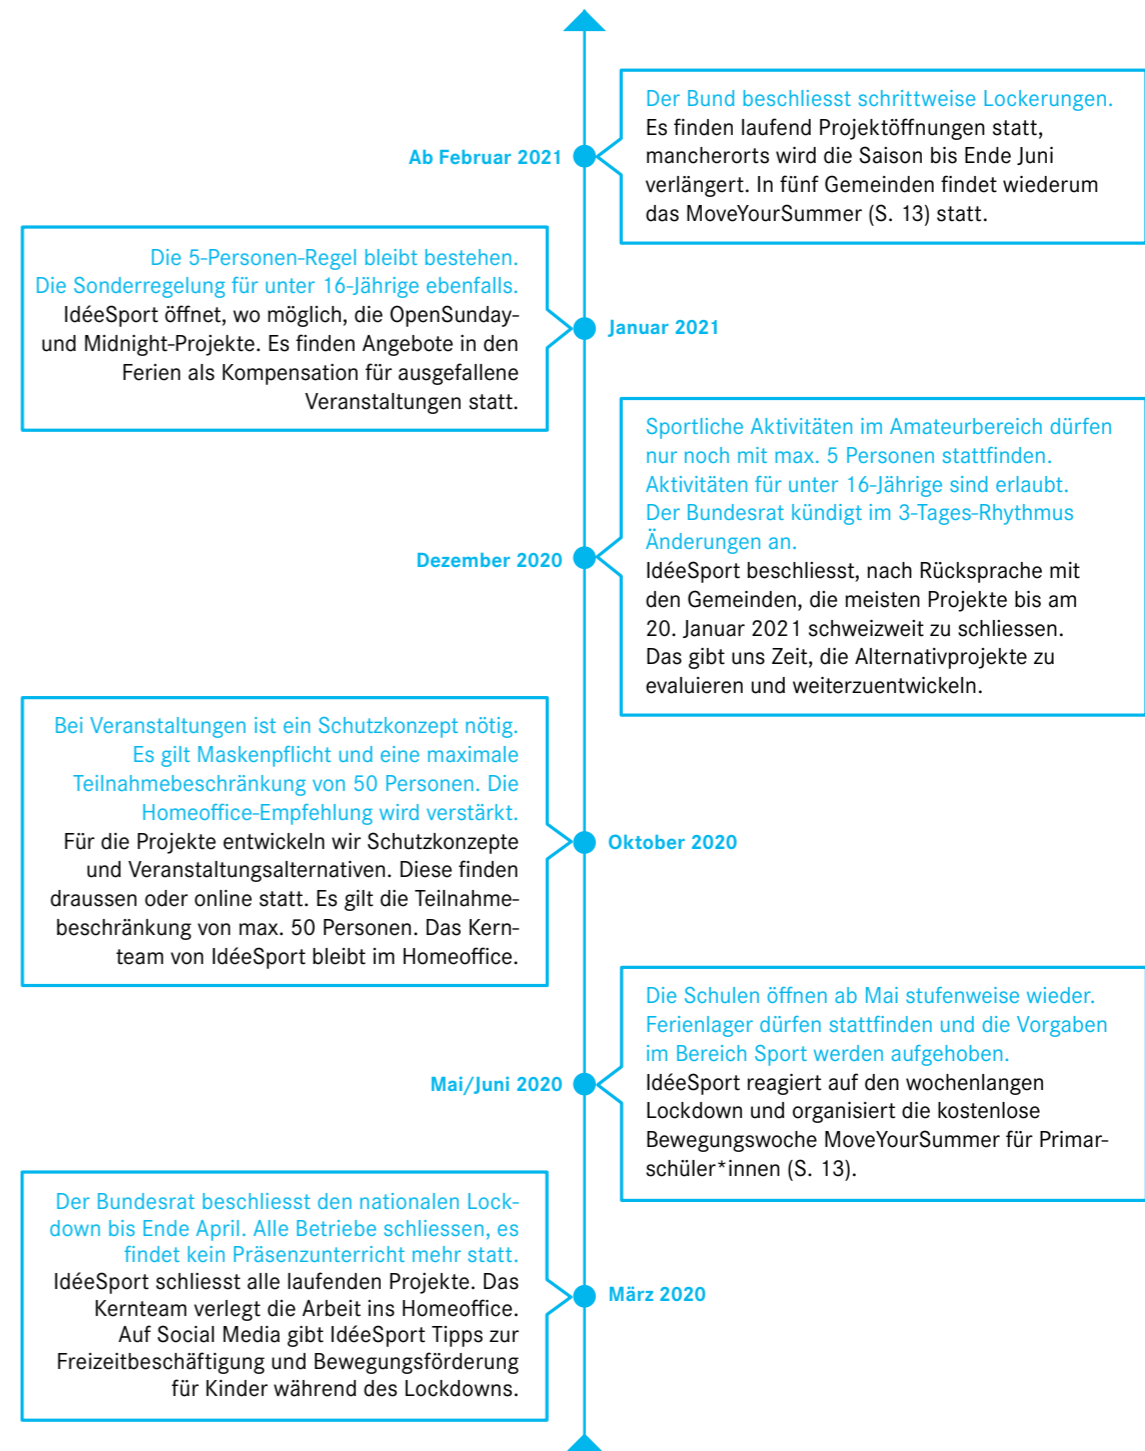 Ab Februar 2021
Der Bund beschliesst schrittweise Lockerungen.
Es finden laufend Projektöffnungen statt,
mancherorts wird die Saison bis Ende Juni
verlängert. In fünf Gemeinden findet wiederum
das MoveYourSummer (S. 13) statt.
Die 5-Personen-Regel bleibt bestehen.
Die Sonderregelung für unter 16-Jährige ebenfalls.
IdéeSport öffnet, wo möglich, die OpenSunday-
und Midnight-Projekte. Es finden Angebote in den
Ferien als Kompensation für ausgefallene
Veranstaltungen statt.
Januar 2021
Dezember 2020
Sportliche Aktivitäten im Amateurbereich dürfen
nur noch mit max. 5 Personen stattfinden.
Aktivitäten für unter 16-Jährige sind erlaubt.
Der Bundesrat kündigt im 3-Tages-Rhythmus
Änderungen an.
IdéeSport beschliesst, nach Rücksprache mit
den Gemeinden, die meisten Projekte bis am
20. Januar 2021 schweizweit zu schliessen.
Das gibt uns Zeit, die Alternativprojekte zu
evaluieren und weiterzuentwickeln.
Bei Veranstaltungen ist ein Schutzkonzept nötig.
Es gilt Maskenpflicht und eine maximale
Teilnahmebeschränkung von 50 Personen. Die
Homeoffice-Empfehlung wird verstärkt.
Für die Projekte entwickeln wir Schutzkonzepte
und Veranstaltungsalternativen. Diese finden
draussen oder online statt. Es gilt die Teilnahme-
beschränkung von max. 50 Personen. Das Kern-
team von IdéeSport bleibt im Homeoffice.
Oktober 2020
Mai/Juni 2020
Die Schulen öffnen ab Mai stufenweise wieder.
Ferienlager dürfen stattfinden und die Vorgaben
im Bereich Sport werden aufgehoben.
IdéeSport reagiert auf den wochenlangen
Lockdown und organisiert die kostenlose
Bewegungswoche MoveYourSummer für Primar-
schüler*innen (S. 13).
Der Bundesrat beschliesst den nationalen Lock-
down bis Ende April. Alle Betriebe schliessen, es
findet kein Präsenzunterricht mehr statt.
IdéeSport schliesst alle laufenden Projekte. Das
Kernteam verlegt die Arbeit ins Homeoffice.
Auf Social Media gibt IdéeSport Tipps zur
Freizeitbeschäftigung und Bewegungsförderung
für Kinder während des Lockdowns.
März 2020